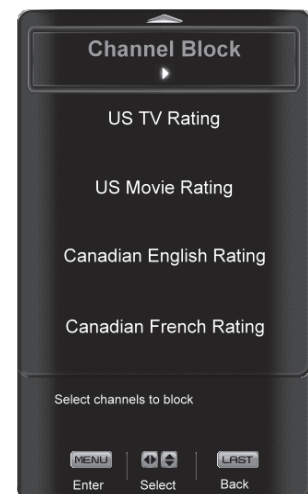 Channel Block
US TV Rating
US Movie Rating
Canadian English Rating
Canadian French Rating
Select channels to block
MENU LAST
Enter Select Back